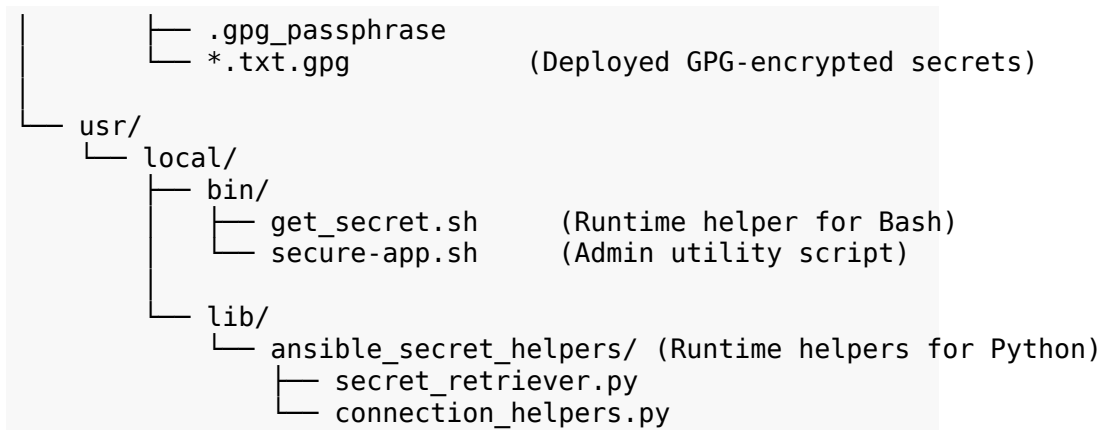 │       ├── .gpg_passphrase
│       └── *.txt.gpg           (Deployed GPG-encrypted secrets)
│
└── usr/
    └── local/
        ├── bin/
        │   ├── get_secret.sh     (Runtime helper for Bash)
        │   └── secure-app.sh     (Admin utility script)
        │
        └── lib/
            └── ansible_secret_helpers/ (Runtime helpers for Python)
                ├── secret_retriever.py
                └── connection_helpers.py